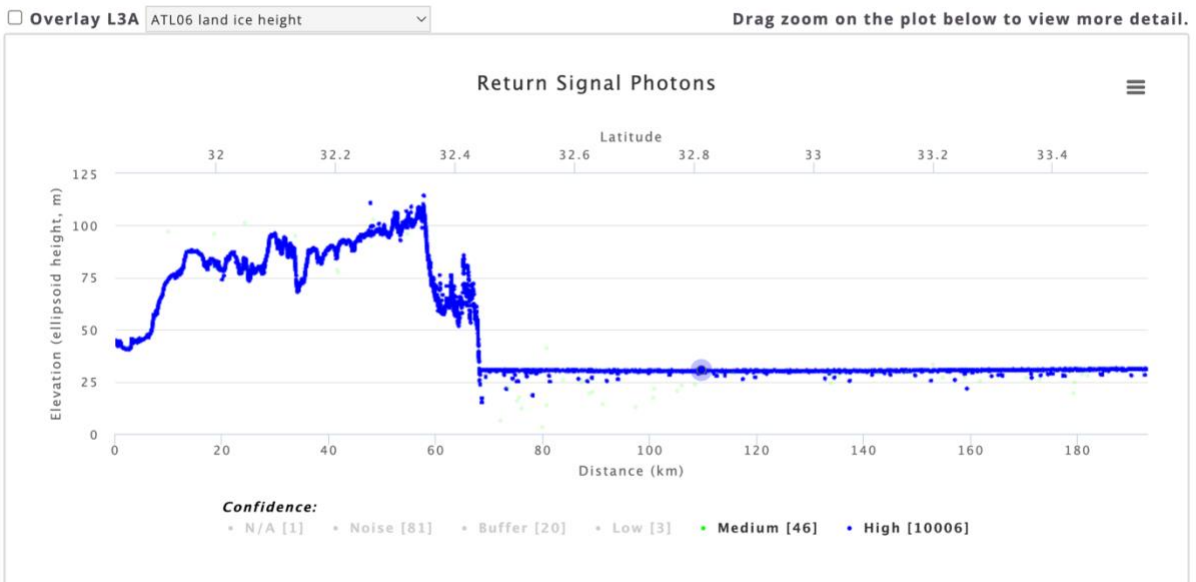 Overlay L3A ATL06 land ice height Drag zoom on the plot below to view more detail.
Return Signal Photons
Latitude
32 32.2 32.4 32.6 32.8 33 33.2 33.4
Elevation (ellipsoid height, m)
125
100
75
50
25
0
0 20 40 60 80 100 120 140 160 180
Distance (km)
Confidence:
N/A [1] Noise [81] Buffer [20] Low [3] Medium [46] High [10006]